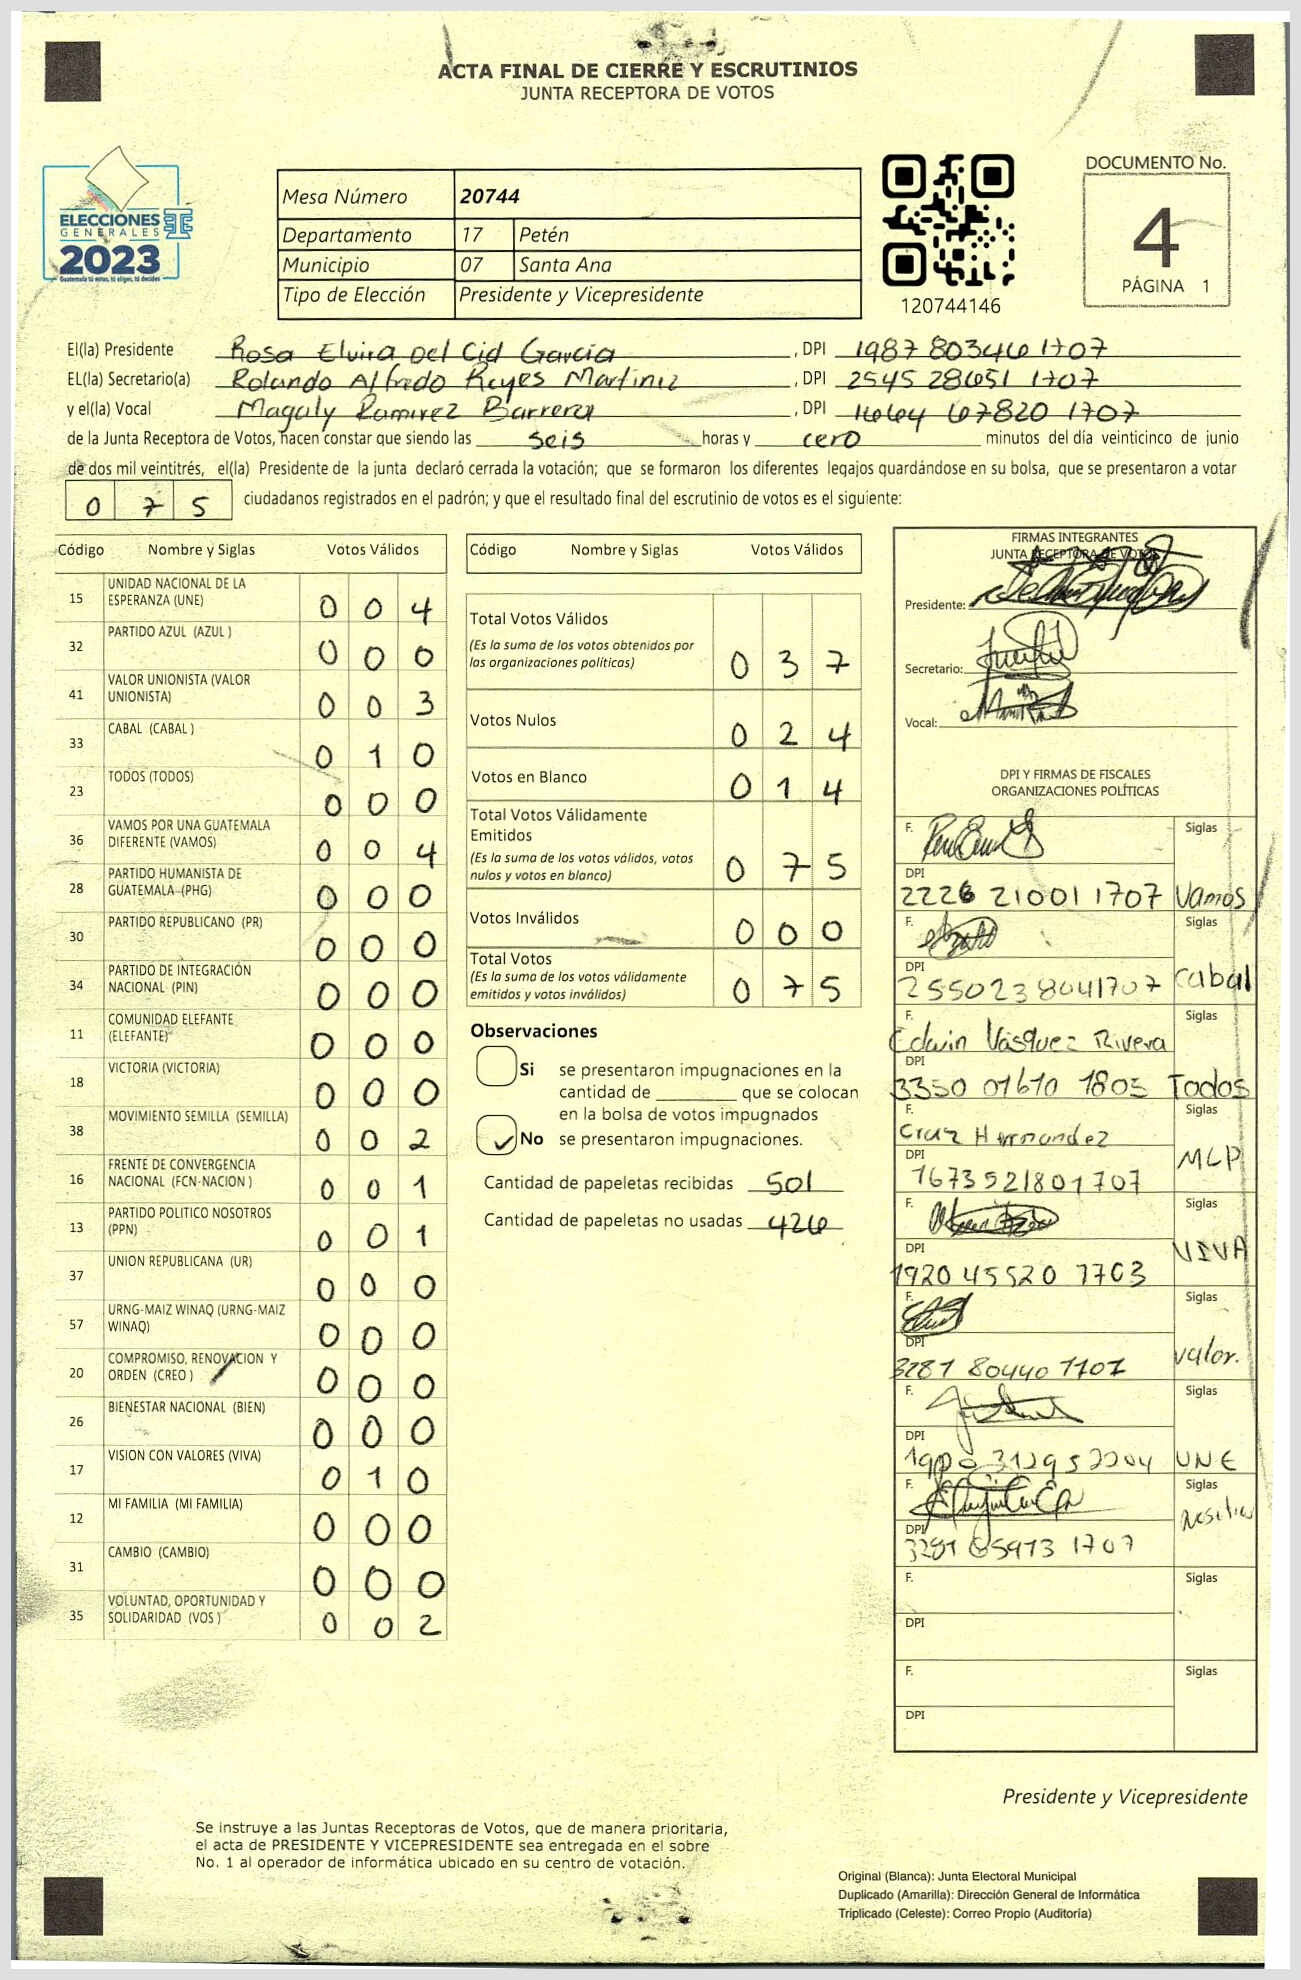 ACTA FINAL DE CIERRE Y ESCRUTINIOS
JUNTA RECEPTORA DE VOTOS
ELECCIONES
GENERALES
2023
Guatemala tú votas, tú eliges, tú decides
Mesa Número 20744
Departamento 17 Petén
Municipio 07 Santa Ana
Tipo de Elección Presidente y Vicepresidente
120744146
DOCUMENTO No.
4
PÁGINA 1
El(la) Presidente Rosa Elvira Del Cid García, DPI 1987 80346 1707
EL(la) Secretario(a) Rolando Alfredo Reyes Martinez, DPI 2545 28651 1707
y el(la) Vocal Magaly Ramirez Barrera, DPI 1664 67820 1707
de la Junta Receptora de Votos, hacen constar que siendo las seis horas y cero minutos del día veinticinco de junio
de dos mil veintitrés, el(la) Presidente de la junta declaró cerrada la votación; que se formaron los diferentes legajos guardándose en su bolsa, que se presentaron a votar
0 7 5 ciudadanos registrados en el padrón; y que el resultado final del escrutinio de votos es el siguiente:
Código Nombre y Siglas Votos Válidos
15 UNIDAD NACIONAL DE LA ESPERANZA (UNE) 0 0 4
32 PARTIDO AZUL (AZUL ) 0 0 0
41 VALOR UNIONISTA (VALOR UNIONISTA) 0 0 3
33 CABAL (CABAL ) 0 1 0
23 TODOS (TODOS) 0 0 0
36 VAMOS POR UNA GUATEMALA DIFERENTE (VAMOS) 0 0 4
28 PARTIDO HUMANISTA DE GUATEMALA (PHG) 0 0 0
30 PARTIDO REPUBLICANO (PR) 0 0 0
34 PARTIDO DE INTEGRACIÓN NACIONAL (PIN) 0 0 0
11 COMUNIDAD ELEFANTE (ELEFANTE) 0 0 0
18 VICTORIA (VICTORIA) 0 0 0
38 MOVIMIENTO SEMILLA (SEMILLA) 0 0 2
16 FRENTE DE CONVERGENCIA NACIONAL (FCN-NACION ) 0 0 1
13 PARTIDO POLITICO NOSOTROS (PPN) 0 0 1
37 UNION REPUBLICANA (UR) 0 0 0
57 URNG-MAIZ WINAQ (URNG-MAIZ WINAQ) 0 0 0
20 COMPROMISO, RENOVACION Y ORDEN (CREO ) 0 0 0
26 BIENESTAR NACIONAL (BIEN) 0 0 0
17 VISION CON VALORES (VIVA) 0 1 0
12 MI FAMILIA (MI FAMILIA) 0 0 0
31 CAMBIO (CAMBIO) 0 0 0
35 VOLUNTAD, OPORTUNIDAD Y SOLIDARIDAD (VOS ) 0 0 2
Código Nombre y Siglas Votos Válidos
Total Votos Válidos
(Es la suma de los votos obtenidos por
las organizaciones políticas) 0 3 7
Votos Nulos 0 2 4
Votos en Blanco 0 1 4
Total Votos Válidamente
Emitidos
(Es la suma de los votos válidos, votos
nulos y votos en blanco) 0 7 5
Votos Inválidos 0 0 0
Total Votos
(Es la suma de los votos válidamente
emitidos y votos inválidos) 0 7 5
Observaciones
Si se presentaron impugnaciones en la
cantidad de ________ que se colocan
en la bolsa de votos impugnados
No se presentaron impugnaciones.
Cantidad de papeletas recibidas 501
Cantidad de papeletas no usadas 426
FIRMAS INTEGRANTES
JUNTA RECEPTORA DE VOTOS
Presidente:
Secretario:
Vocal:
DPI Y FIRMAS DE FISCALES
ORGANIZACIONES POLÍTICAS
F. Siglas
DPI
2226 21001 1707 Vamos
F. Siglas
DPI
2550238041707 Cabal
F. Siglas
Edwin Vásquez Rivera
DPI
3350 01610 1805 Todos
F. Siglas
Cruz Hernandez
DPI MLP
1673521801707
F. Siglas
DPI VIVA
1920 45520 1703
F. Siglas
DPI valor.
3281 80440 1707
F. Siglas
DPI
UNE
F. Siglas
DPI
F. Siglas
DPI
F. Siglas
DPI
Presidente y Vicepresidente
Se instruye a las Juntas Receptoras de Votos, que de manera prioritaria,
el acta de PRESIDENTE Y VICEPRESIDENTE sea entregada en el sobre
No. 1 al operador de informática ubicado en su centro de votación.
Original (Blanca): Junta Electoral Municipal
Duplicado (Amarilla): Dirección General de Informática
Triplicado (Celeste): Correo Propio (Auditoría)